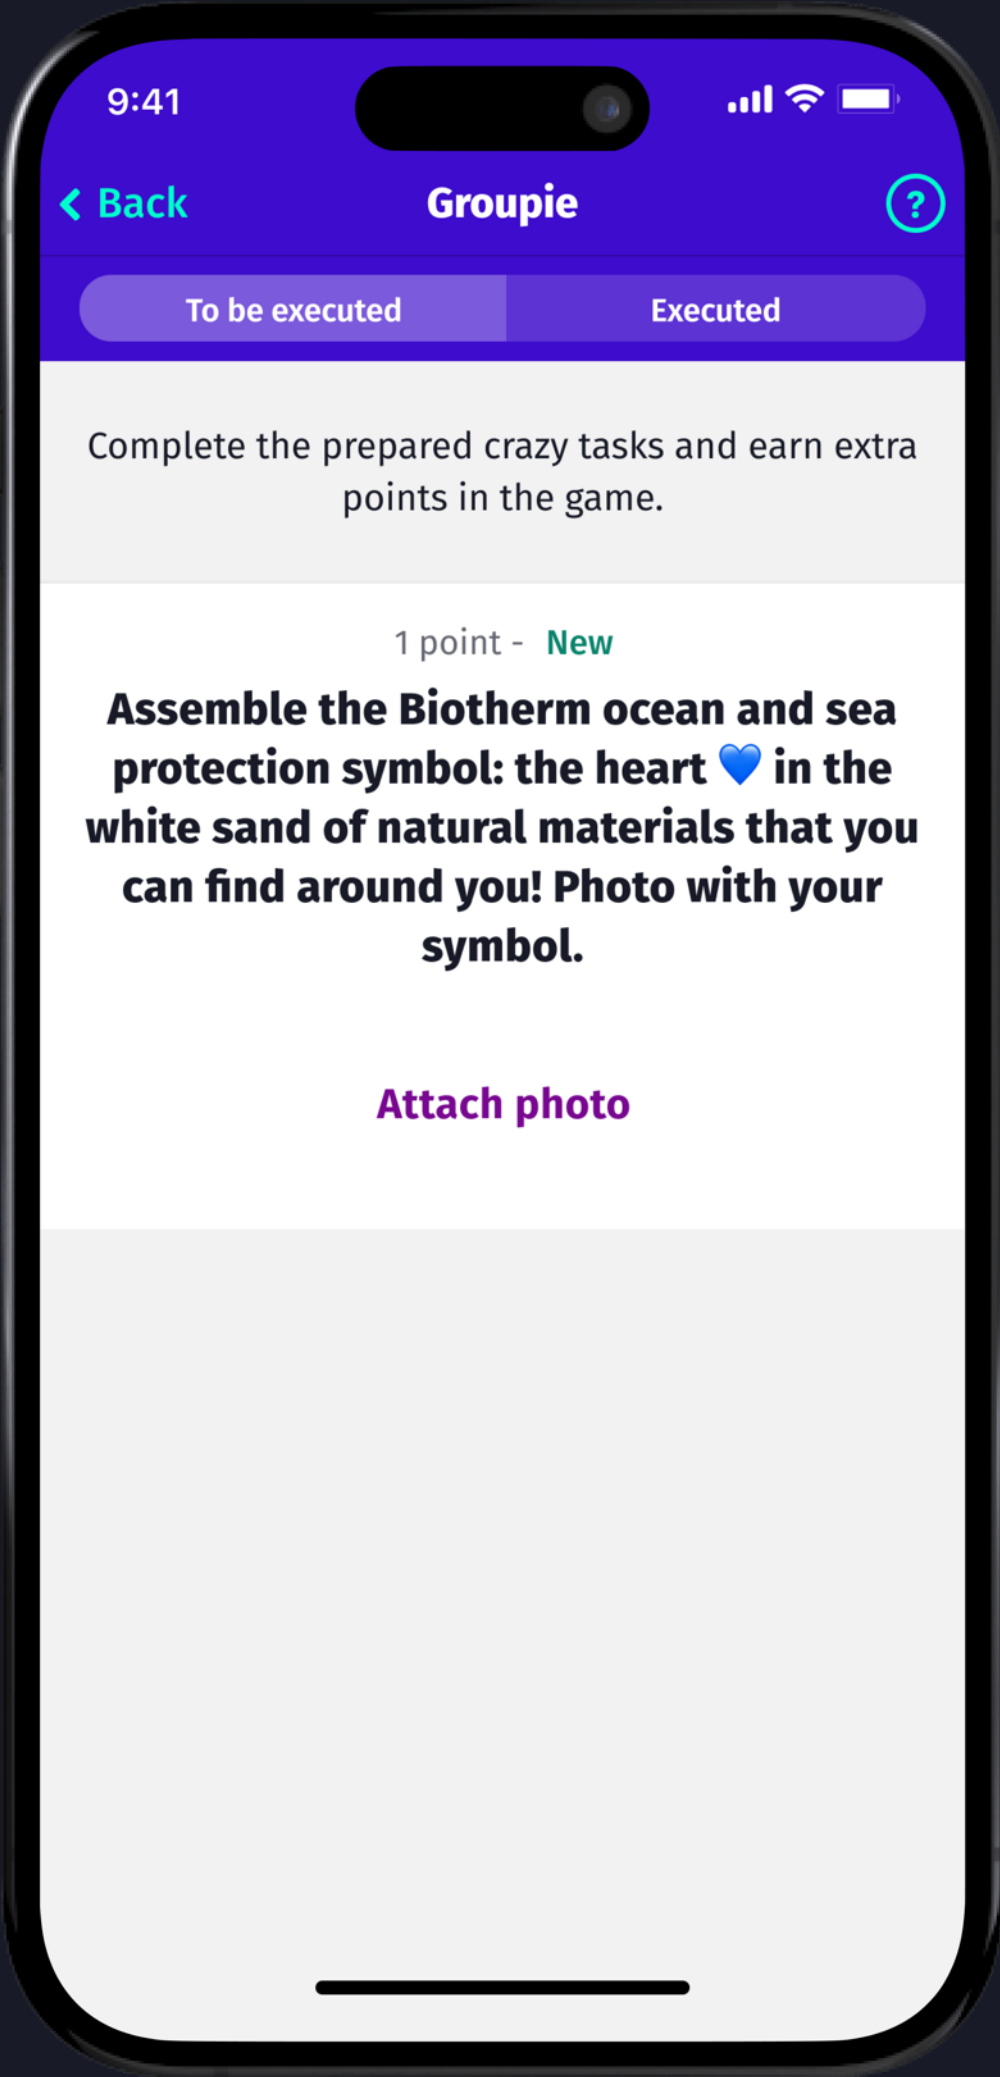 9:41
Back
Groupie
?
To be executed
Executed
Complete the prepared crazy tasks and earn extra
points in the game.
1 point - New
Assemble the Biotherm ocean and sea
protection symbol: the heart 💙 in the
white sand of natural materials that you
can find around you! Photo with your
symbol.
Attach photo